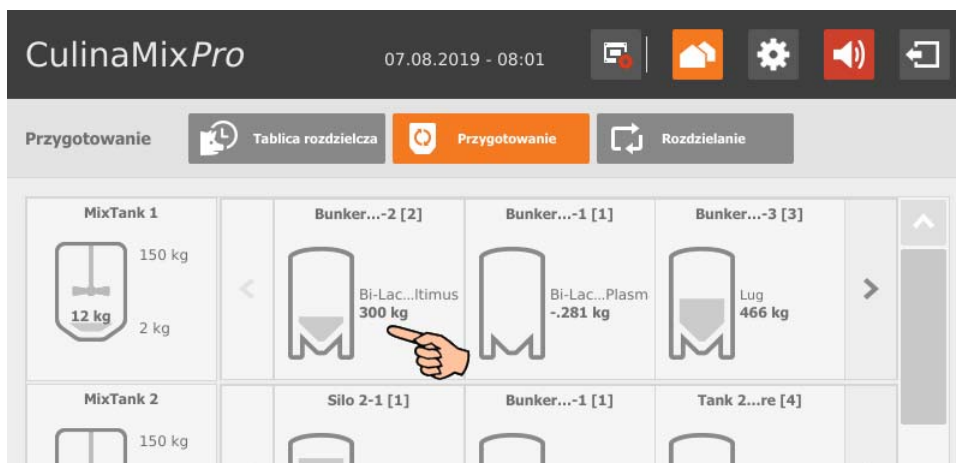 CulinaMixPro 07.08.2019 - 08:01
Przygotowanie Tablica rozdzielcza Przygotowanie Rozdzielanie
MixTank 1 Bunker...-2 [2] Bunker...-1 [1] Bunker...-3 [3]
150 kg
Bi-Lac...ltimus Bi-Lac...Plasm Lug
12 kg 300 kg -.281 kg 466 kg
2 kg
MixTank 2 Silo 2-1 [1] Bunker...-1 [1] Tank 2...re [4]
150 kg